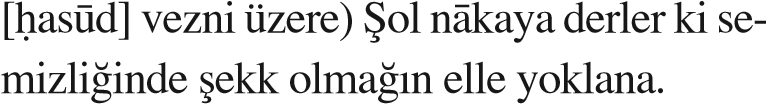 [ḥasūd] vezni üzere) Şol nākaya derler ki se-
mizliğinde şekk olmağın elle yoklana.